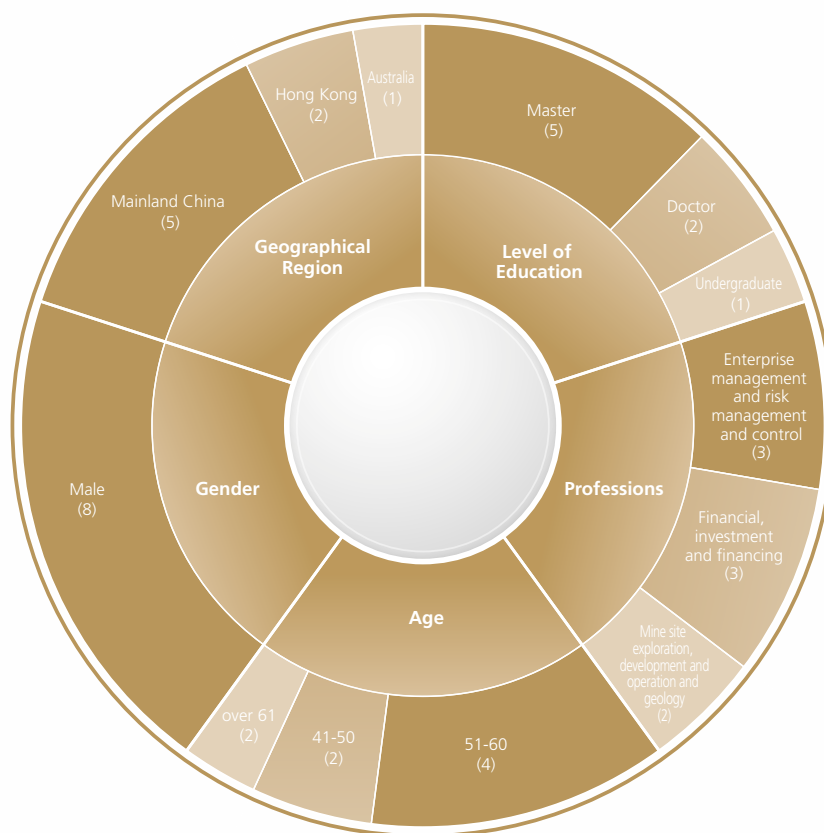 Geographical
Region
Mainland China
(5)
Hong Kong
(2)
Australia
(1)
Level of
Education
Master
(5)
Doctor
(2)
Undergraduate
(1)
Professions
Enterprise
management
and risk
management
and control
(3)
Financial,
investment
and financing
(3)
Mine site
exploration,
development and
operation and
geology
(2)
Age
51-60
(4)
41-50
(2)
over 61
(2)
Gender
Male
(8)